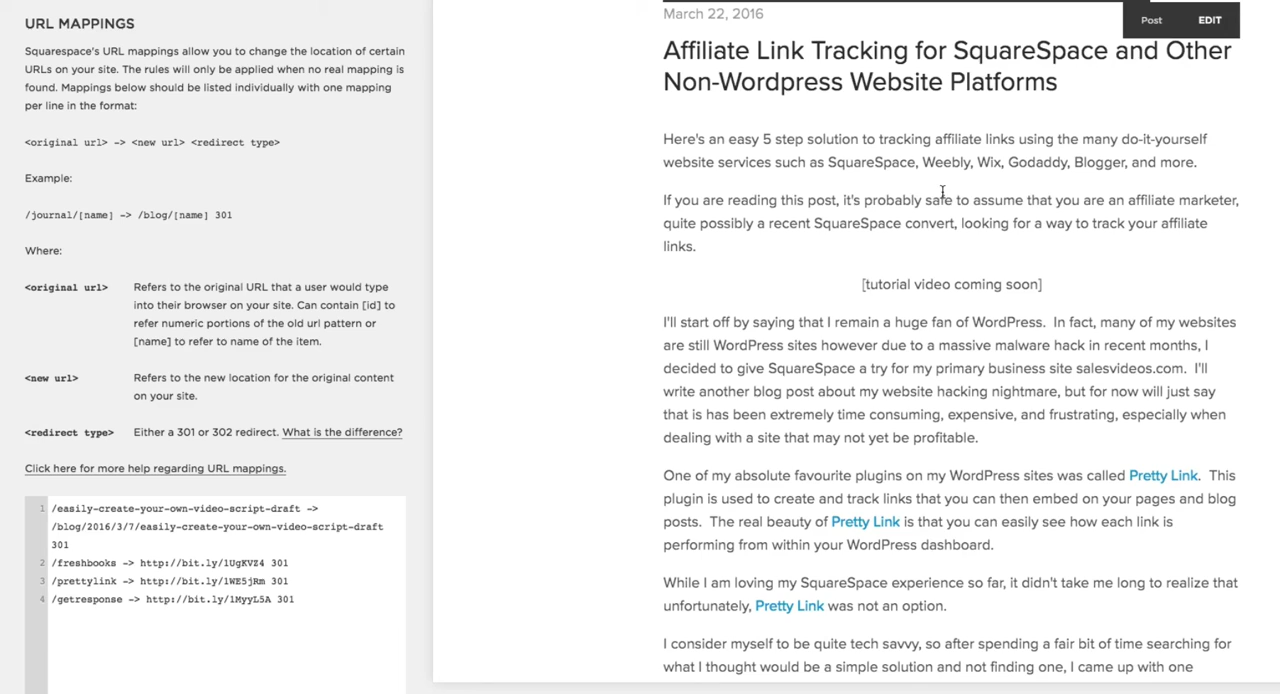 URL MAPPINGS
Squarespace's URL mappings allow you to change the location of certain
URLs on your site. The rules will only be applied when no real mapping is
found. Mappings below should be listed individually with one mapping
per line in the format:
<original url> -> <new url> <redirect type>
Example:
/journal/[name] -> /blog/[name] 301
Where:
<original url> Refers to the original URL that a user would type
into their browser on your site. Can contain [id] to
refer numeric portions of the old url pattern or
[name] to refer to name of the item.
<new url> Refers to the new location for the original content
on your site.
<redirect type> Either a 301 or 302 redirect. What is the difference?
Click here for more help regarding URL mappings.
1 /easily-create-your-own-video-script-draft ->
/blog/2016/3/7/easily-create-your-own-video-script-draft
301
2 /freshbooks -> http://bit.ly/1UgKVZ4 301
3 /prettylink -> http://bit.ly/1WE5jRm 301
4 /getresponse -> http://bit.ly/1MyyL5A 301
March 22, 2016
Post EDIT
Affiliate Link Tracking for SquareSpace and Other
Non-Wordpress Website Platforms
Here's an easy 5 step solution to tracking affiliate links using the many do-it-yourself
website services such as SquareSpace, Weebly, Wix, Godaddy, Blogger, and more.
If you are reading this post, it's probably safe to assume that you are an affiliate marketer,
quite possibly a recent SquareSpace convert, looking for a way to track your affiliate
links.
[tutorial video coming soon]
I'll start off by saying that I remain a huge fan of WordPress. In fact, many of my websites
are still WordPress sites however due to a massive malware hack in recent months, I
decided to give SquareSpace a try for my primary business site salesvideos.com. I'll
write another blog post about my website hacking nightmare, but for now will just say
that is has been extremely time consuming, expensive, and frustrating, especially when
dealing with a site that may not yet be profitable.
One of my absolute favourite plugins on my WordPress sites was called Pretty Link. This
plugin is used to create and track links that you can then embed on your pages and blog
posts. The real beauty of Pretty Link is that you can easily see how each link is
performing from within your WordPress dashboard.
While I am loving my SquareSpace experience so far, it didn't take me long to realize that
unfortunately, Pretty Link was not an option.
I consider myself to be quite tech savvy, so after spending a fair bit of time searching for
what I thought would be a simple solution and not finding one, I came up with one